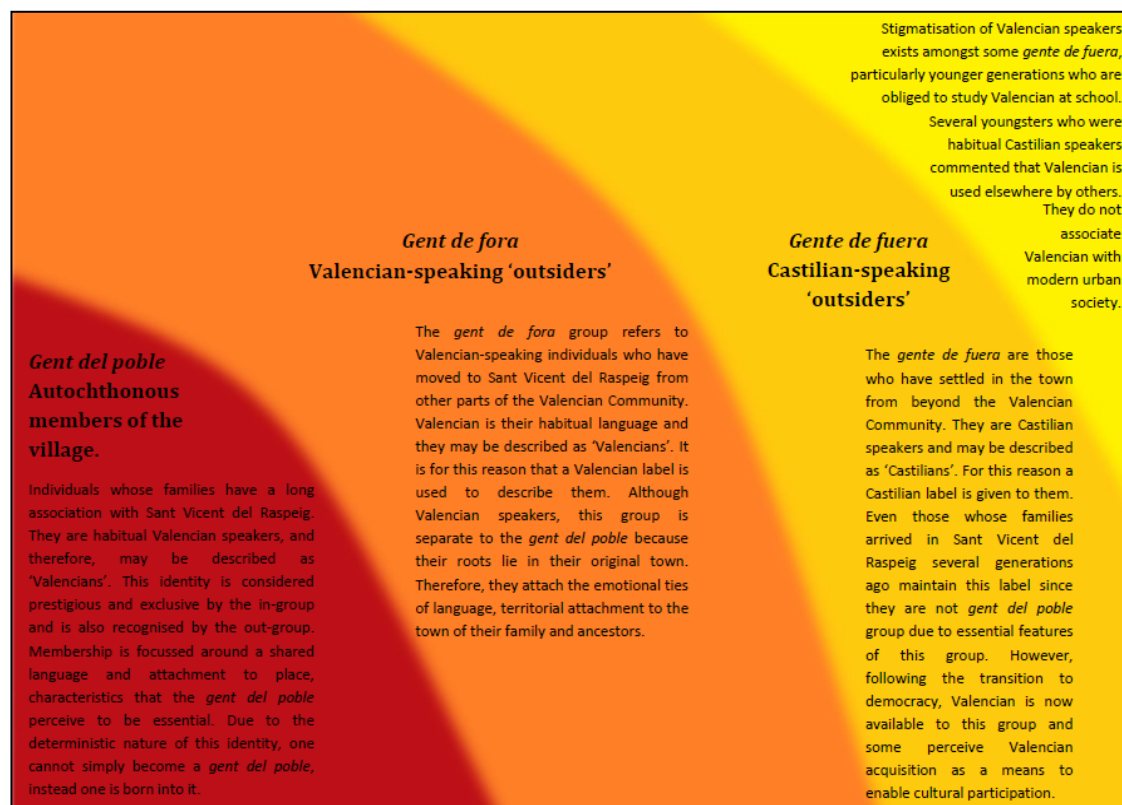 Gent del poble
Autochthonous
members of the
village.
Individuals whose families have a long
association with Sant Vicent del Raspeig.
They are habitual Valencian speakers, and
therefore, may be described as
‘Valencians’. This identity is considered
prestigious and exclusive by the in-group
and is also recognised by the out-group.
Membership is focussed around a shared
language and attachment to place,
characteristics that the gent del poble
perceive to be essential. Due to the
deterministic nature of this identity, one
cannot simply become a gent del poble,
instead one is born into it.
Gent de fora
Valencian-speaking ‘outsiders’
The gent de fora group refers to
Valencian-speaking individuals who have
moved to Sant Vicent del Raspeig from
other parts of the Valencian Community.
Valencian is their habitual language and
they may be described as ‘Valencians’. It
is for this reason that a Valencian label is
used to describe them. Although
Valencian speakers, this group is
separate to the gent del poble because
their roots lie in their original town.
Therefore, they attach the emotional ties
of language, territorial attachment to the
town of their family and ancestors.
Gente de fuera
Castilian-speaking
‘outsiders’
The gente de fuera are those
who have settled in the town
from beyond the Valencian
Community. They are Castilian
speakers and may be described
as ‘Castilians’. For this reason a
Castilian label is given to them.
Even those whose families
arrived in Sant Vicent del
Raspeig several generations
ago maintain this label since
they are not gent del poble
group due to essential features
of this group. However,
following the transition to
democracy, Valencian is now
available to this group and
some perceive Valencian
acquisition as a means to
enable cultural participation.
Stigmatisation of Valencian speakers
exists amongst some gente de fuera,
particularly younger generations who are
obliged to study Valencian at school.
Several youngsters who were
habitual Castilian speakers
commented that Valencian is
used elsewhere by others.
They do not
associate
Valencian with
modern urban
society.